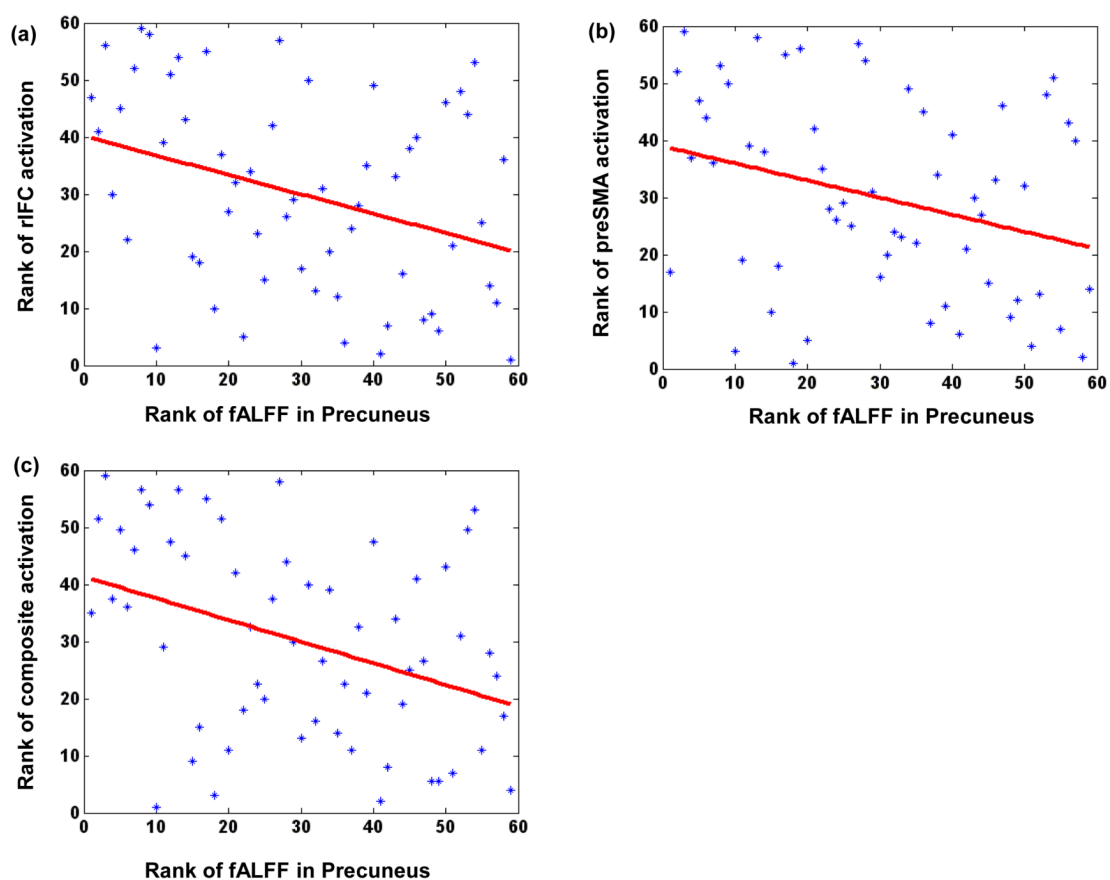 (a)
Rank of rIFC activation
60
50
40
30
20
10
0
0 10 20 30 40 50 60
Rank of fALFF in Precuneus
(b)
Rank of preSMA activation
60
50
40
30
20
10
0
0 10 20 30 40 50 60
Rank of fALFF in Precuneus
(c)
Rank of composite activation
60
50
40
30
20
10
0
0 10 20 30 40 50 60
Rank of fALFF in Precuneus